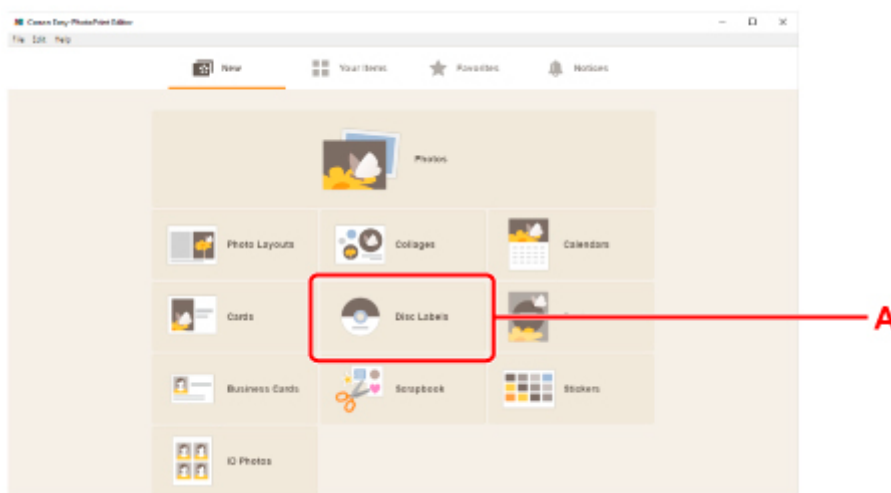 Canon Easy-PhotoPrint Editor
File Edit Help
New Your Items Favorites Notices
Photos
Photo Layouts Collages Calendars
Cards Disc Labels
A
Business Cards Scrapbook Stickers
ID Photos